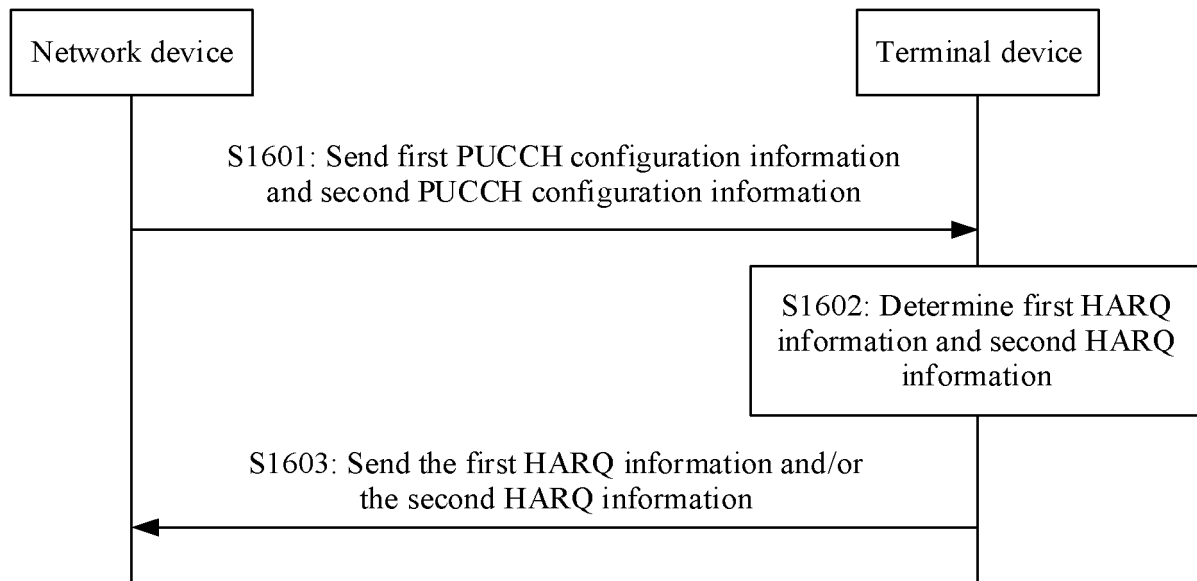 Network device
Terminal device
S1601: Send first PUCCH configuration information
and second PUCCH configuration information
S1602: Determine first HARQ
information and second HARQ
information
S1603: Send the first HARQ information and/or
the second HARQ information